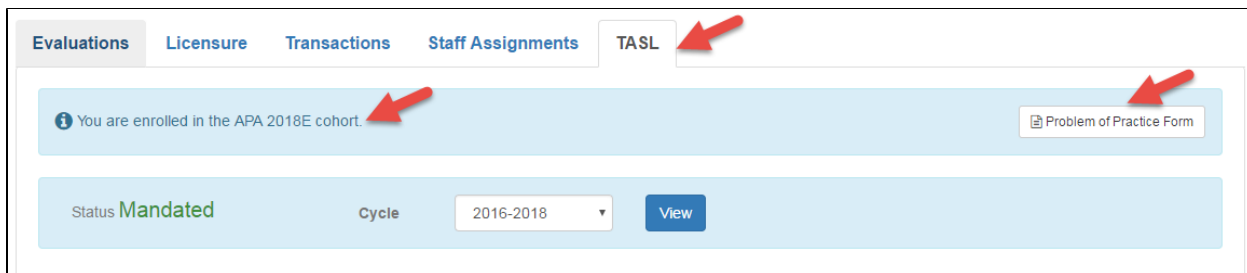 Evaluations Licensure Transactions Staff Assignments TASL
You are enrolled in the APA 2018E cohort. Problem of Practice Form
Status Mandated Cycle 2016-2018 View